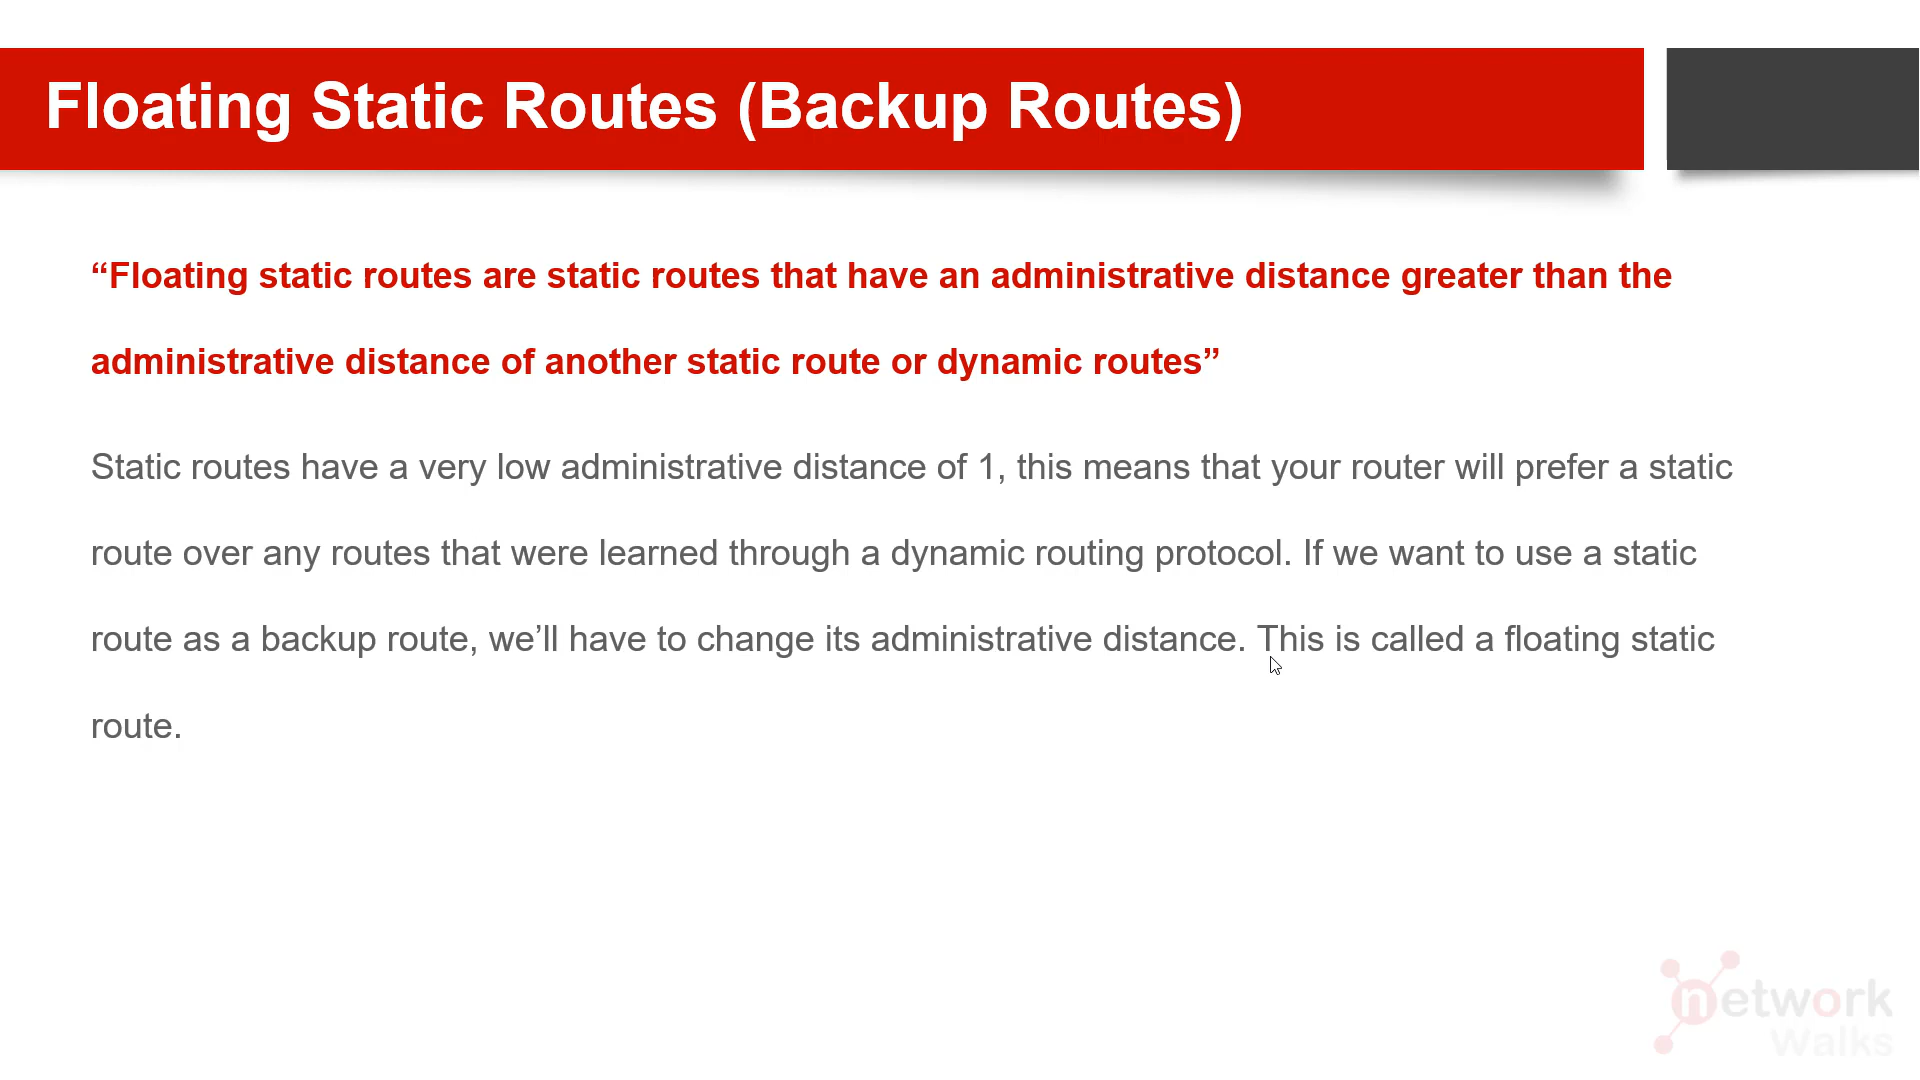 Floating Static Routes (Backup Routes)
“Floating static routes are static routes that have an administrative distance greater than the
administrative distance of another static route or dynamic routes”
Static routes have a very low administrative distance of 1, this means that your router will prefer a static
route over any routes that were learned through a dynamic routing protocol. If we want to use a static
route as a backup route, we’ll have to change its administrative distance. This is called a floating static
route.
network
Walks